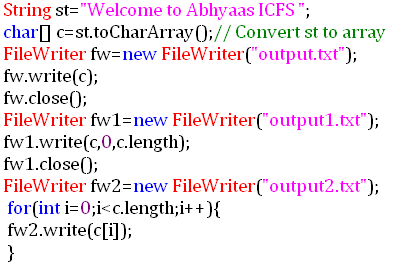 String st="Welcome to Abhyaas ICFS ";
char[] c=st.toCharArray();// Convert st to array
FileWriter fw=new FileWriter("output.txt");
fw.write(c);
fw.close();
FileWriter fw1=new FileWriter("output1.txt");
fw1.write(c,0,c.length);
fw1.close();
FileWriter fw2=new FileWriter("output2.txt");
for(int i=0;i<c.length;i++){
fw2.write(c[i]);
}